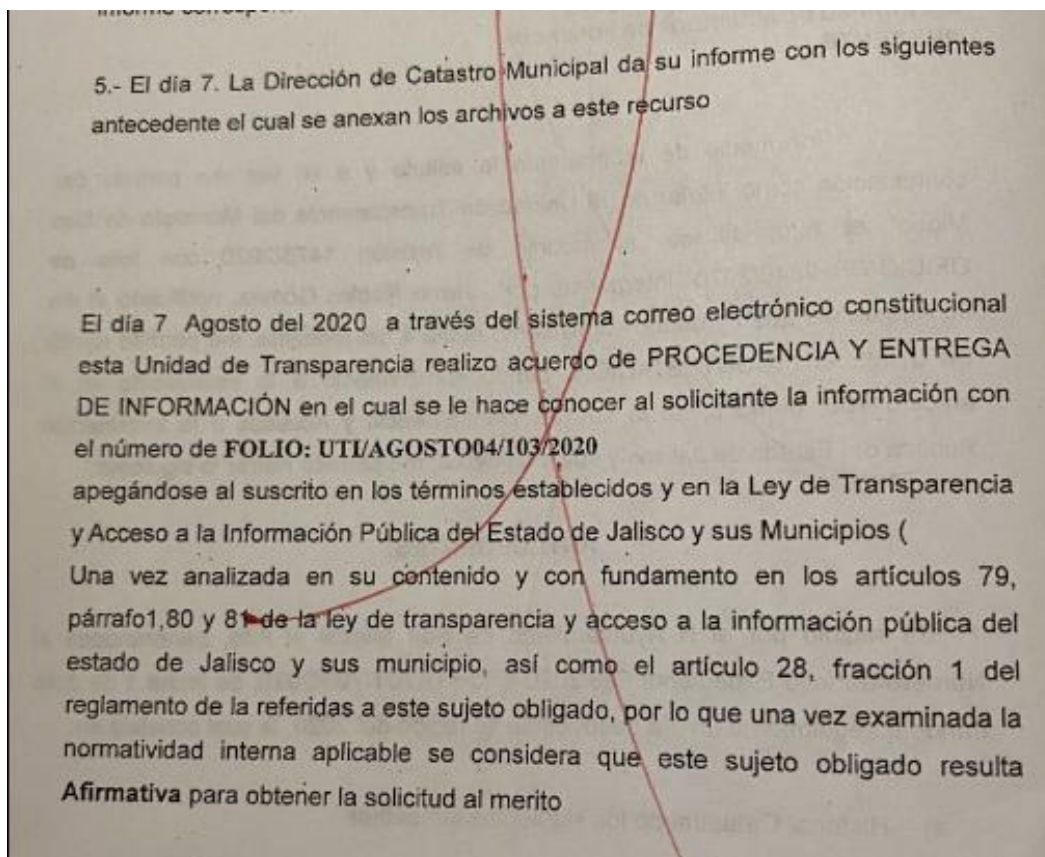 5.- El día 7. La Dirección de Catastro Municipal da su informe con los siguientes
antecedente el cual se anexan los archivos a este recurso
El día 7 Agosto del 2020 a través del sistema correo electrónico constitucional
esta Unidad de Transparencia realizo acuerdo de PROCEDENCIA Y ENTREGA
DE INFORMACIÓN en el cual se le hace conocer al solicitante la información con
el número de FOLIO: UTI/AGOSTO04/103/2020
apegándose al suscrito en los términos establecidos y en la Ley de Transparencia
y Acceso a la Información Pública del Estado de Jalisco y sus Municipios (
Una vez analizada en su contenido y con fundamento en los artículos 79,
párrafo1,80 y 81 de la ley de transparencia y acceso a la información pública del
estado de Jalisco y sus municipio, así como el artículo 28, fracción 1 del
reglamento de la referidas a este sujeto obligado, por lo que una vez examinada la
normatividad interna aplicable se considera que este sujeto obligado resulta
Afirmativa para obtener la solicitud al merito